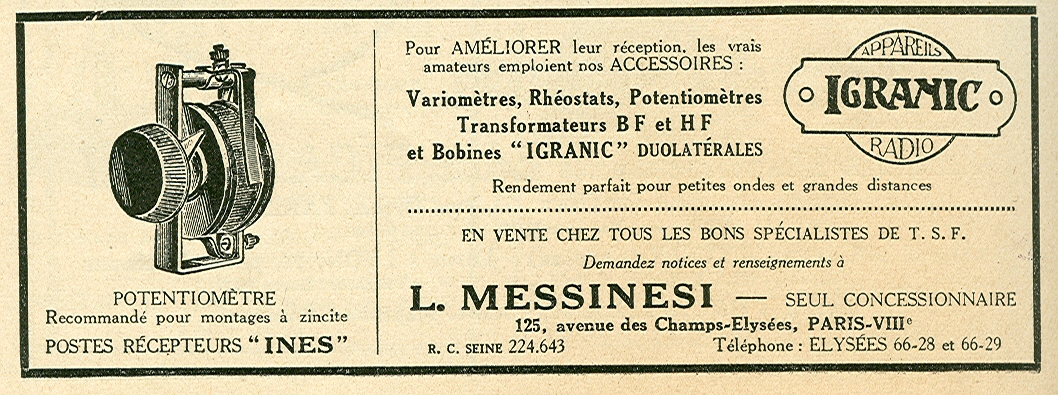 POTENTIOMÈTRE
Recommandé pour montages à zincite
POSTES RÉCEPTEURS "INES"
Pour AMÉLIORER leur réception. les vrais
amateurs emploient nos ACCESSOIRES :
Variomètres, Rhéostats, Potentiomètres
Transformateurs BF et HF
et Bobines "IGRANIC" DUOLATÉRALES
APPAREILS
IGRANIC
RADIO
Rendement parfait pour petites ondes et grandes distances
EN VENTE CHEZ TOUS LES BONS SPÉCIALISTES DE T. S. F.
Demandez notices et renseignements à
L. MESSINESI — SEUL CONCESSIONNAIRE
125, avenue des Champs-Elysées, PARIS-VIIIᵉ
R. C. SEINE 224.643 Téléphone : ELYSÉES 66-28 et 66-29